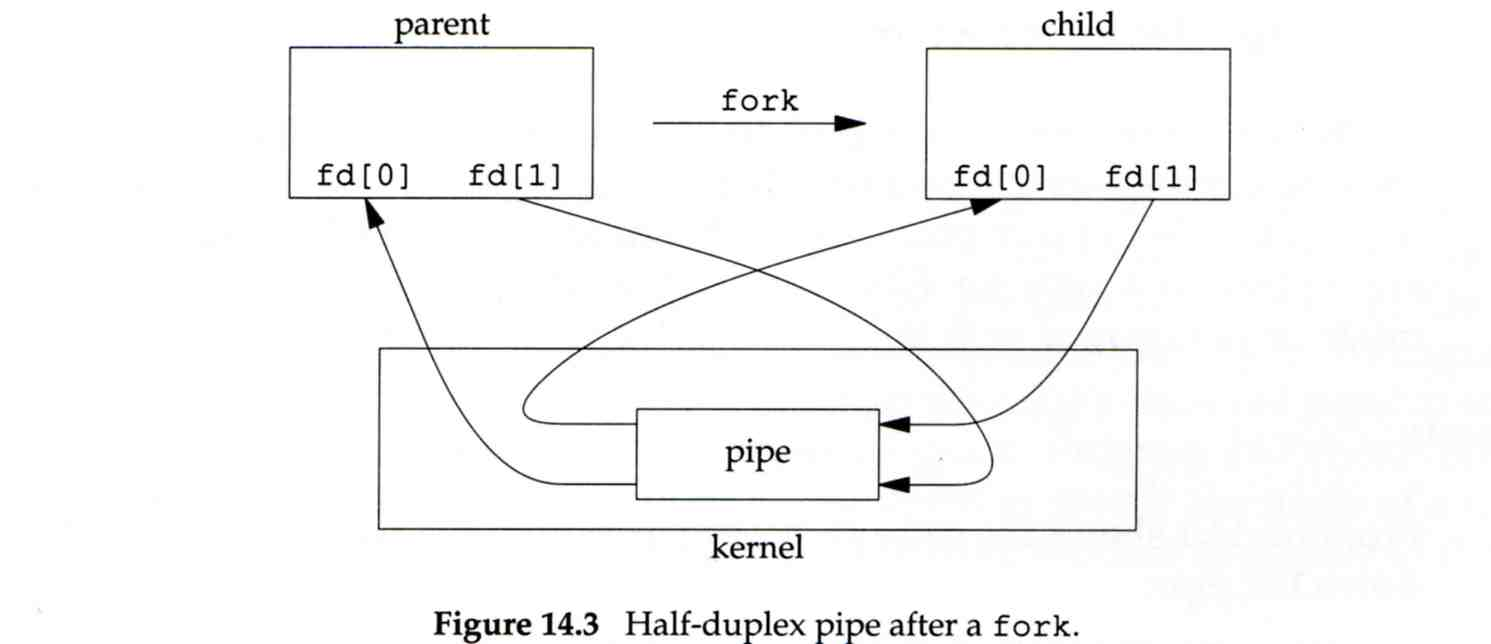 parent child
fork
fd[0] fd[1] fd[0] fd[1]
pipe
kernel
Figure 14.3 Half-duplex pipe after a fork.